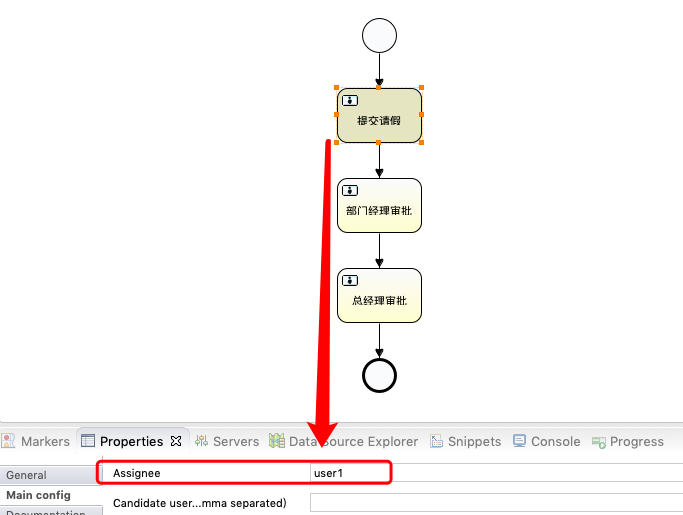 提交请假
部门经理审批
总经理审批
Markers Properties Servers Data Source Explorer Snippets Console Progress
General
Assignee user1
Main config
Candidate user...mma separated)
Documentation